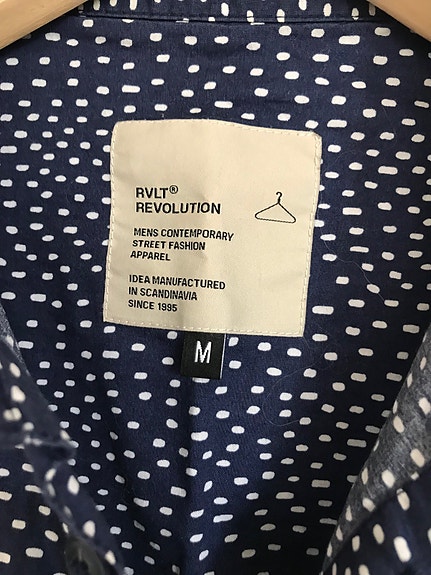 RVLT®
REVOLUTION
MENS CONTEMPORARY
STREET FASHION
APPAREL
IDEA MANUFACTURED
IN SCANDINAVIA
SINCE 1995
M